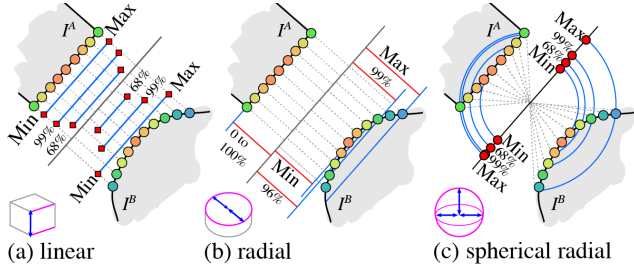 I^A
Max
Max
68%
99%
Min
99%
68%
Min
I^B
(a) linear
I^A
Max
99%
0 to
100%
Min
96%
I^B
(b) radial
I^A
Max
99%
68%
Min
Min
68%
99%
Max
I^B
(c) spherical radial